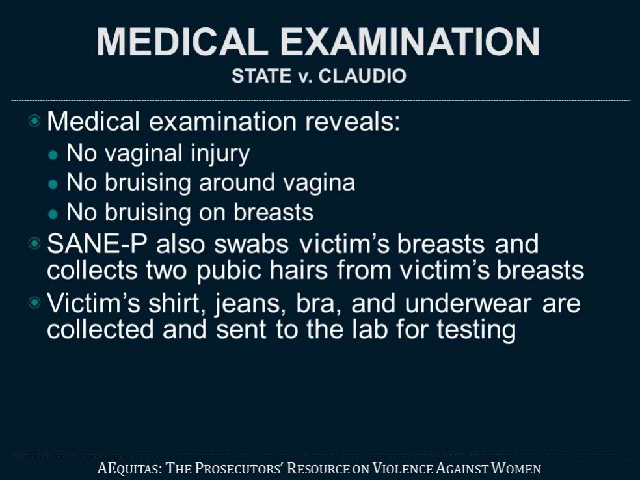 MEDICAL EXAMINATION
STATE v. CLAUDIO
Medical examination reveals:
No vaginal injury
No bruising around vagina
No bruising on breasts
SANE-P also swabs victim's breasts and
collects two pubic hairs from victim's breasts
Victim's shirt, jeans, bra, and underwear are
collected and sent to the lab for testing
AEQUITAS: THE PROSECUTORS' RESOURCE ON VIOLENCE AGAINST WOMEN